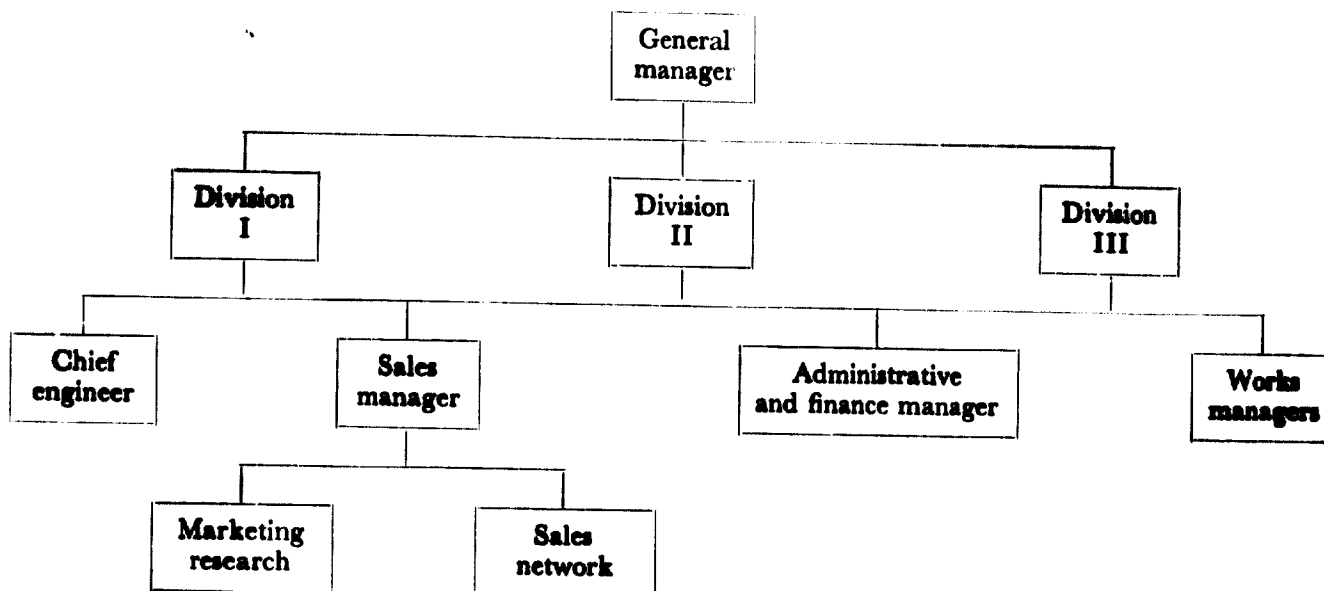 General
manager
Division
I
Division
II
Division
III
Chief
engineer
Sales
manager
Administrative
and finance manager
Works
managers
Marketing
research
Sales
network